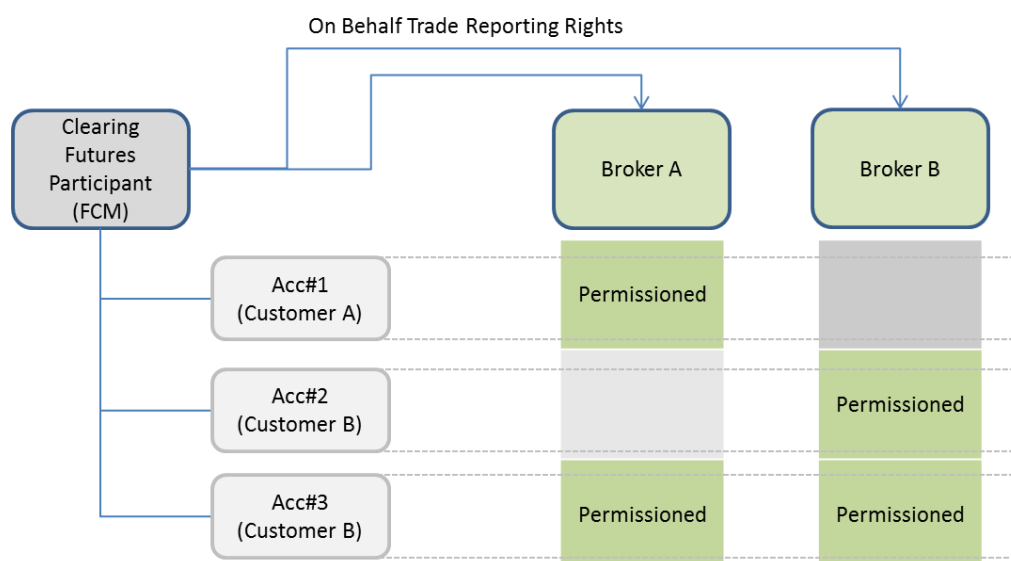 On Behalf Trade Reporting Rights
Clearing
Futures
Participant
(FCM)
Broker A
Broker B
Acc#1
(Customer A)
Permissioned
Acc#2
(Customer B)
Permissioned
Acc#3
(Customer B)
Permissioned
Permissioned